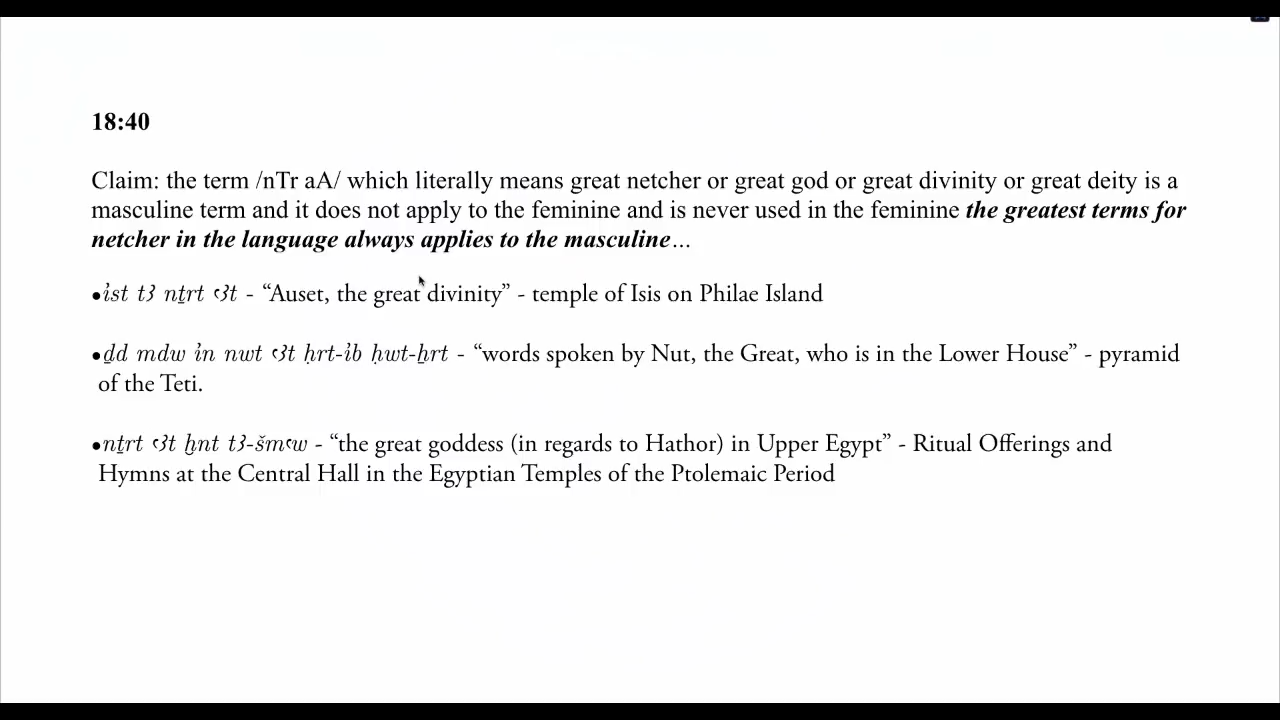 18:40
Claim: the term /nTr aA/ which literally means great netcher or great god or great divinity or great deity is a
masculine term and it does not apply to the feminine and is never used in the feminine the greatest terms for
netcher in the language always applies to the masculine…
•ỉst tꜣ nṯrt ꜥꜣt - “Auset, the great divinity” - temple of Isis on Philae Island
•ḏd mdw ỉn nwt ꜥꜣt ḥrt-ỉb ḥwt-ẖrt - “words spoken by Nut, the Great, who is in the Lower House” - pyramid
of the Teti.
•nṯrt ꜥꜣt ḫnt tꜣ-šmꜥw - “the great goddess (in regards to Hathor) in Upper Egypt” - Ritual Offerings and
Hymns at the Central Hall in the Egyptian Temples of the Ptolemaic Period